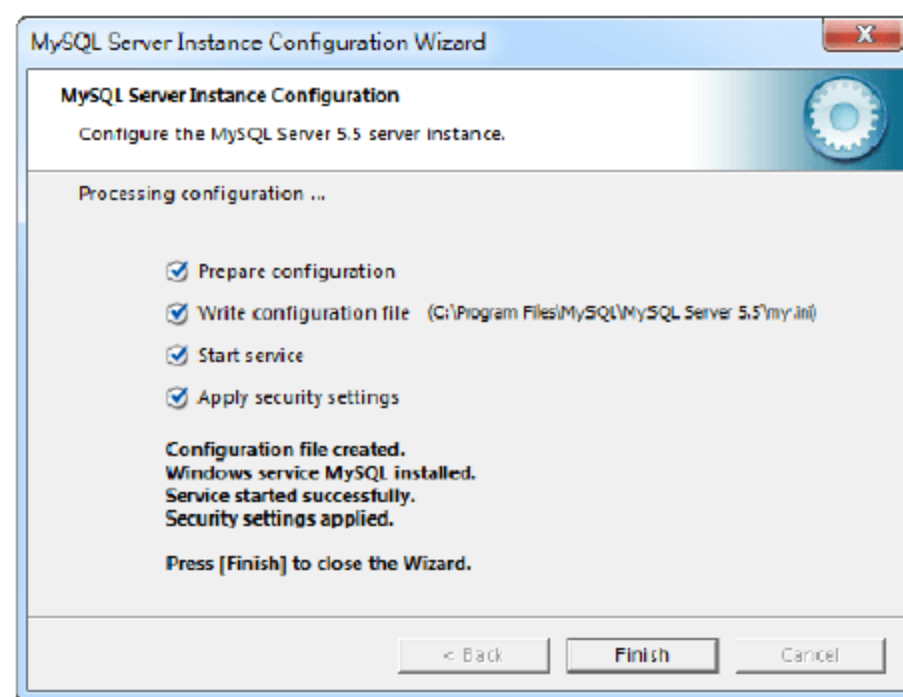 MySQL Server Instance Configuration Wizard
MySQL Server Instance Configuration
Configure the MySQL Server 5.5 server instance.
Processing configuration ...
Prepare configuration
Write configuration file (C:\Program Files\MySQL\MySQL Server 5.5\my.ini)
Start service
Apply security settings
Configuration file created.
Windows service MySQL installed.
Service started successfully.
Security settings applied.
Press [Finish] to close the Wizard.
< Back Finish Cancel